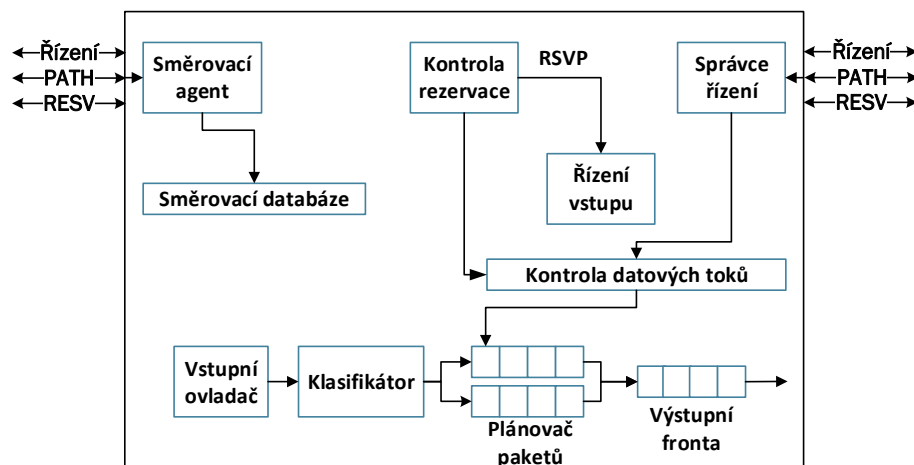 Řízení
PATH
RESV
Směrovací
agent
Kontrola
rezervace
RSVP
Správce
řízení
Řízení
PATH
RESV
Řízení
vstupu
Směrovací databáze
Kontrola datových toků
Vstupní
ovladač
Klasifikátor
Plánovač
paketů
Výstupní
fronta